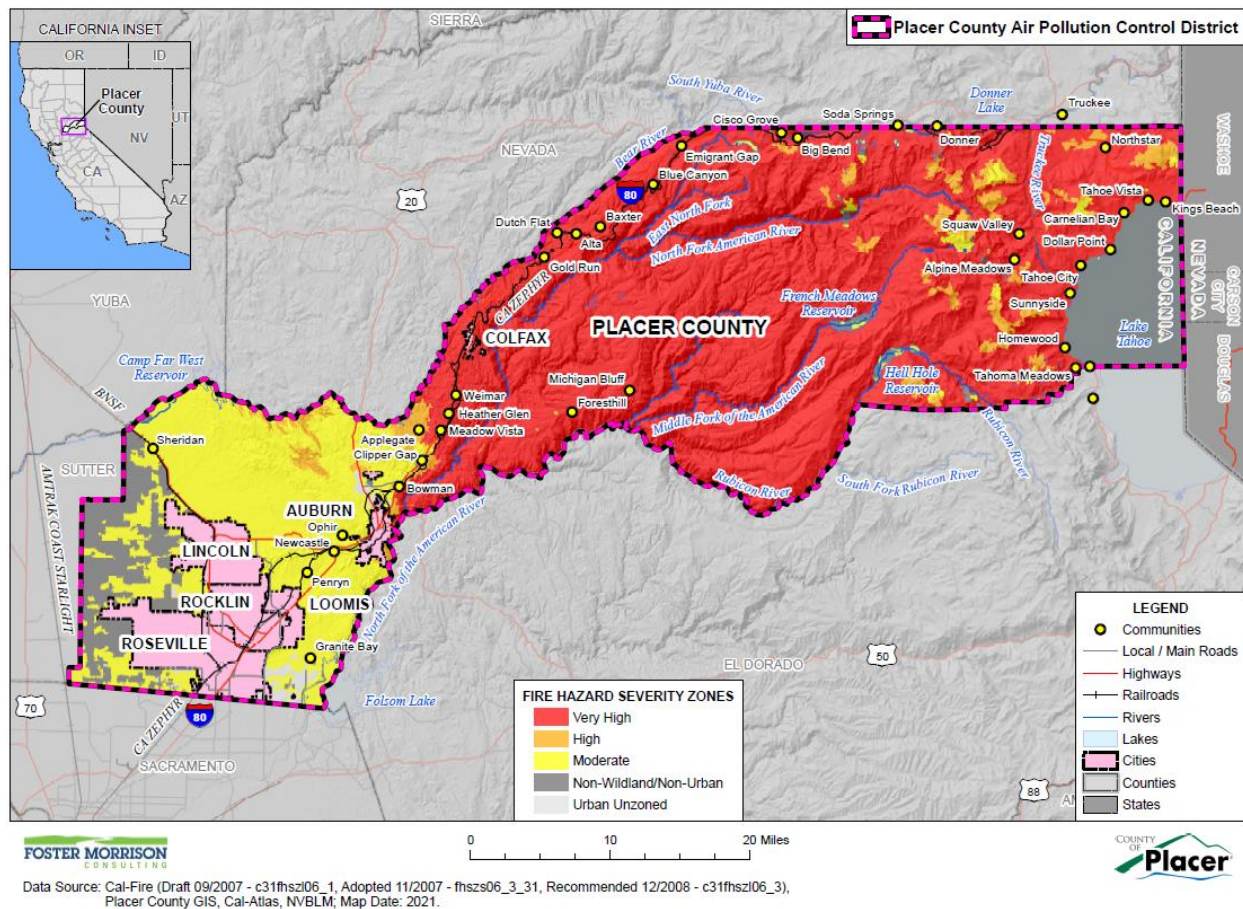 CALIFORNIA INSET
OR
ID
Placer
County
NV
UT
CA
AZ
Placer County Air Pollution Control District
SIERRA
South Yuba River
Donner
Lake
Truckee
WASHOE
NEVADA
Cisco Grove
Soda Springs
Bear River
Emigrant Gap
Big Bend
Donner
Truckee River
Northstar
80
Blue Canyon
20
Tahoe Vista
Kings Beach
Dutch Flat
Baxter
East North Fork
Carnelian Bay
Alta
North Fork American River
Squaw Valley
Dollar Point
Gold Run
Alpine Meadows
Tahoe City
CALIFORNIA
NEVADA
CARSON
CITY
CA ZEPHYR
French Meadows
Reservoir
Sunnyside
YUBA
COLFAX
PLACER COUNTY
Lake
Tahoe
DOUGLAS
Homewood
Camp Far West
Reservoir
Hell Hole
Reservoir
Tahoma Meadows
BNSF
Michigan Bluff
Weimar
Foresthill
Middle Fork of the American River
Heather Glen
Rubicon River
Applegate
Meadow Vista
Sheridan
Clipper Gap
SUTTER
Rubicon River
South Fork Rubicon River
AMTRAK COAST STARLIGHT
Bowman
AUBURN
Ophir
North Fork of the American River
LINCOLN
Newcastle
Penryn
ROCKLIN
LOOMIS
ROSEVILLE
Granite Bay
EL DORADO
50
Folsom Lake
70
80
CA ZEPHYR
SACRAMENTO
88
FIRE HAZARD SEVERITY ZONES
Very High
High
Moderate
Non-Wildland/Non-Urban
Urban Unzoned
LEGEND
Communities
Local / Main Roads
Highways
Railroads
Rivers
Lakes
Cities
Counties
States
FOSTER MORRISON
CONSULTING
0 10 20 Miles
COUNTY
OF
Placer
Data Source: Cal-Fire (Draft 09/2007 - c31fhszl06_1, Adopted 11/2007 - fhszs06_3_31, Recommended 12/2008 - c31fhszl06_3),
Placer County GIS, Cal-Atlas, NVBLM; Map Date: 2021.